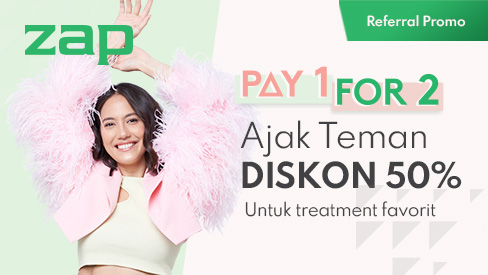 zap
Referral Promo
PAY 1
FOR 2
Ajak Teman
DISKON 50%
Untuk treatment favorit